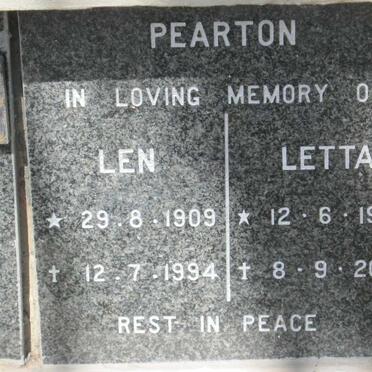 PEARTON
IN LOVING MEMORY O
LEN LETTA
★ 29.8.1909 ★ 12.6.19
† 12.7.1994 † 8.9.20
REST IN PEACE